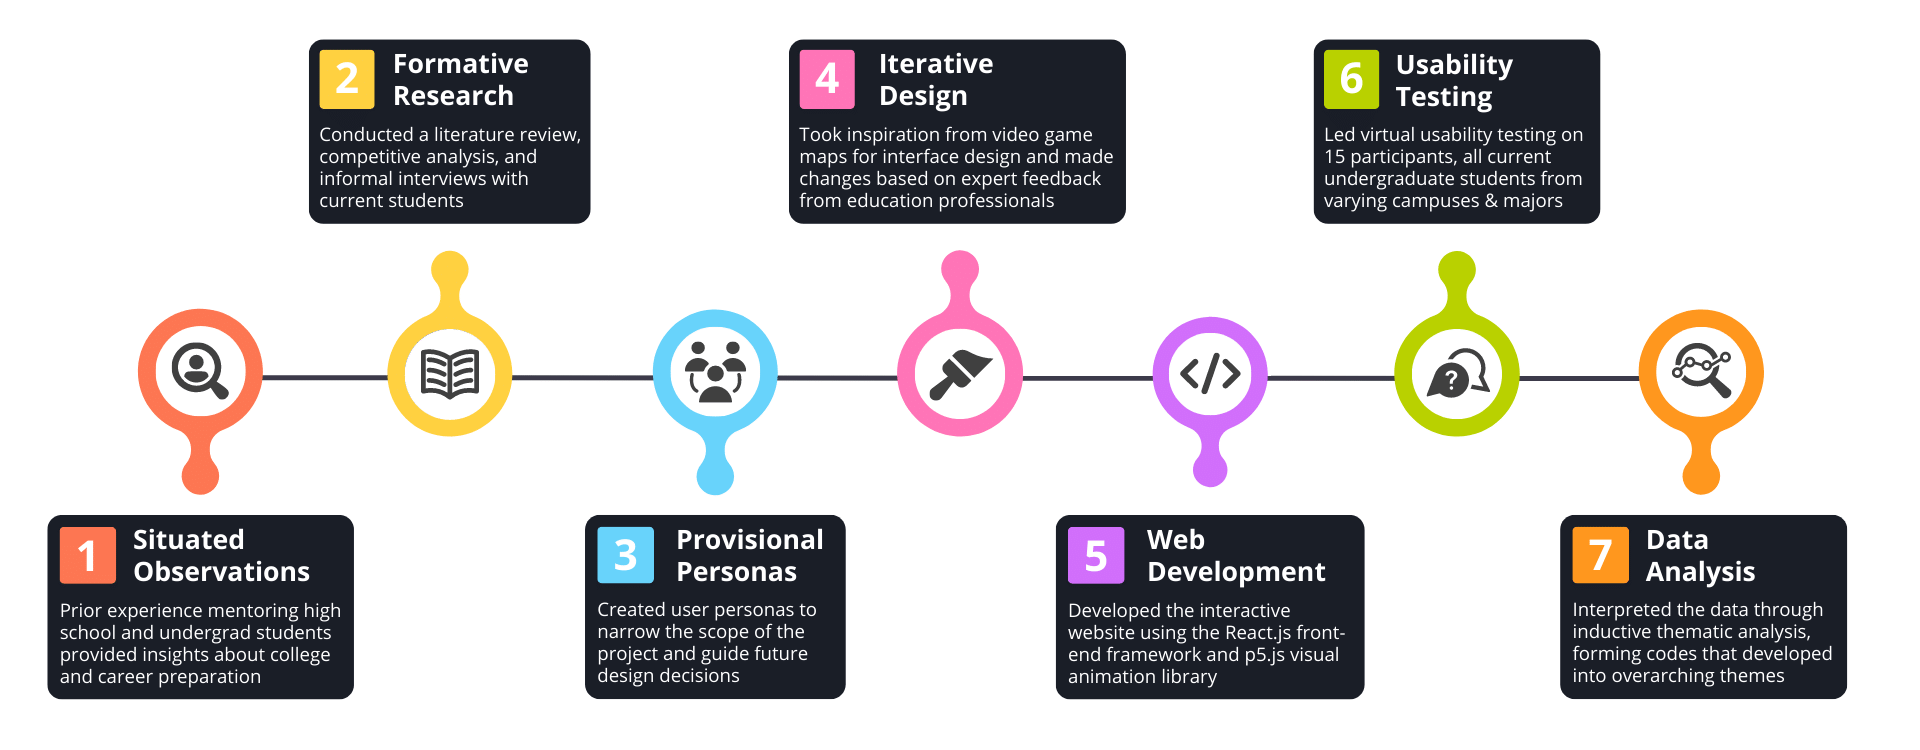 1
Situated
Observations
Prior experience mentoring high
school and undergrad students
provided insights about college
and career preparation
2
Formative
Research
Conducted a literature review,
competitive analysis, and
informal interviews with
current students
3
Provisional
Personas
Created user personas to
narrow the scope of the
project and guide future
design decisions
4
Iterative
Design
Took inspiration from video game
maps for interface design and made
changes based on expert feedback
from education professionals
5
Web
Development
Developed the interactive
website using the React.js front-
end framework and p5.js visual
animation library
6
Usability
Testing
Led virtual usability testing on
15 participants, all current
undergraduate students from
varying campuses & majors
7
Data
Analysis
Interpreted the data through
inductive thematic analysis,
forming codes that developed
into overarching themes